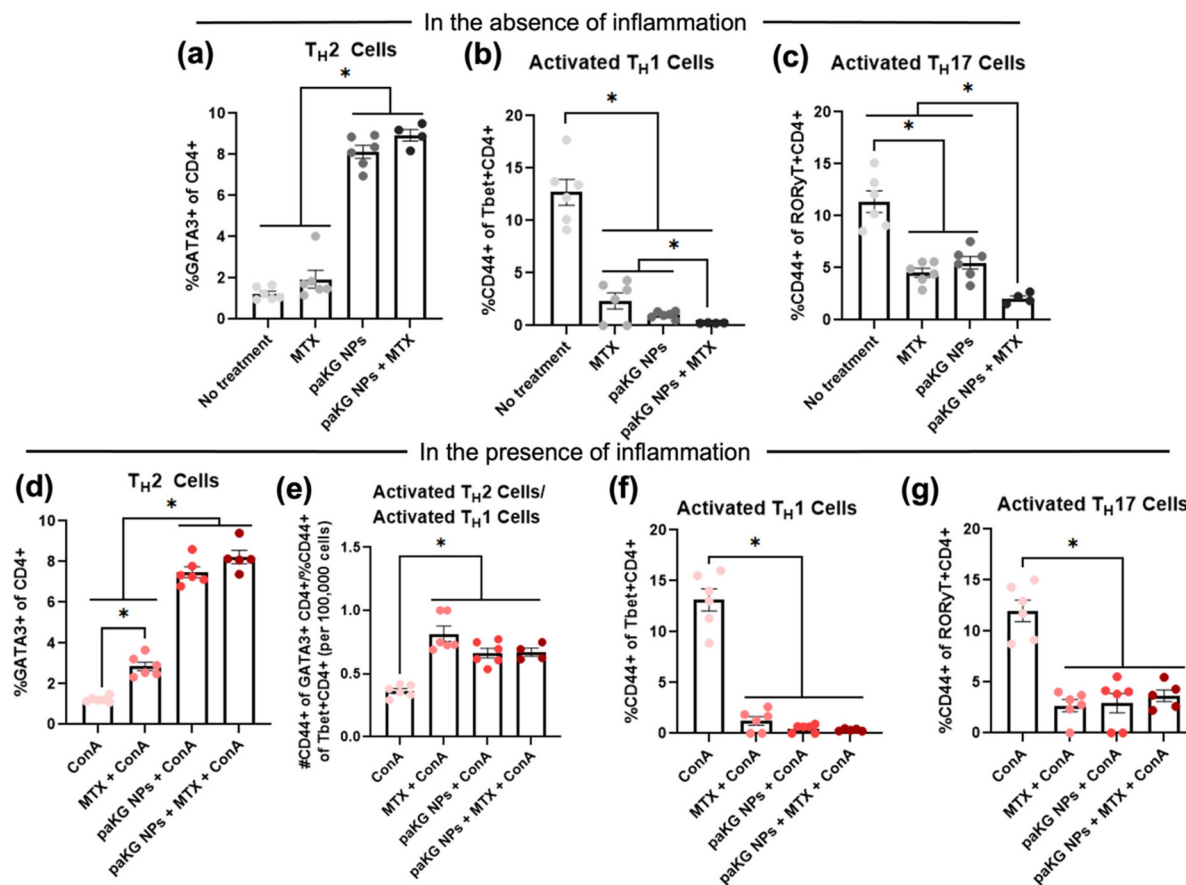 In the absence of inflammation
(a)
TH2 Cells
%GATA3+ of CD4+
10
8
6
4
2
0
*
No treatment
MTX
paKG NPs
paKG NPs + MTX
(b)
Activated TH1 Cells
%CD44+ of Tbet+CD4+
20
15
10
5
0
*
*
No treatment
MTX
paKG NPs
paKG NPs + MTX
(c)
Activated TH17 Cells
%CD44+ of RORyT+CD4+
20
15
10
5
0
*
*
No treatment
MTX
paKG NPs
paKG NPs + MTX
In the presence of inflammation
(d)
TH2 Cells
%GATA3+ of CD4+
10
8
6
4
2
0
*
*
ConA
MTX + ConA
paKG NPs + ConA
paKG NPs + MTX + ConA
(e)
Activated TH2 Cells/
Activated TH1 Cells
#CD44+ of GATA3+ CD4+/%CD44+
of Tbet+CD4+ (per 100,000 cells)
1.5
1.0
0.5
0.0
*
ConA
MTX + ConA
paKG NPs + ConA
paKG NPs + MTX + ConA
(f)
Activated TH1 Cells
%CD44+ of Tbet+CD4+
20
15
10
5
0
*
ConA
MTX + ConA
paKG NPs + ConA
paKG NPs + MTX + ConA
(g)
Activated TH17 Cells
%CD44+ of RORyT+CD4+
20
15
10
5
0
*
ConA
MTX + ConA
paKG NPs + ConA
paKG NPs + MTX + ConA